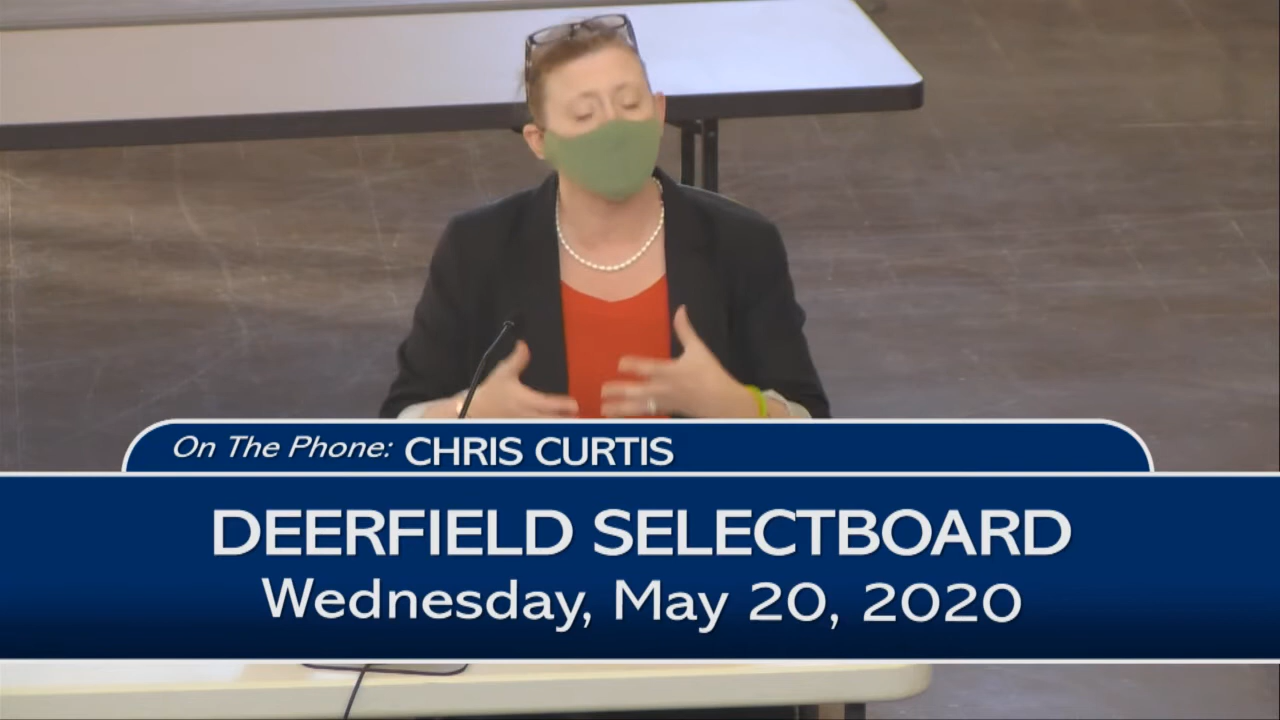 On The Phone: CHRIS CURTIS
DEERFIELD SELECTBOARD
Wednesday, May 20, 2020